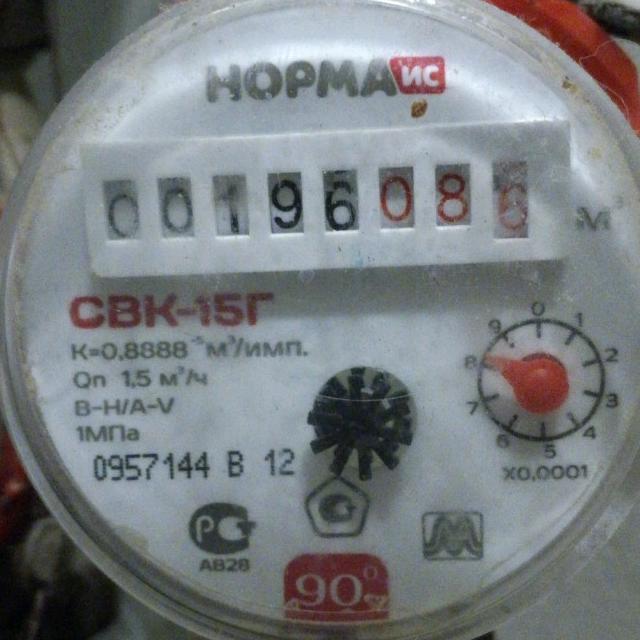 НОРМА ИС
0019608 м³
СВК-15Г
К=0,8888⁻⁵м³/имп.
Qn 1,5 м³/ч
В-Н/А-V
1МПа
0957144 В 12
0 1 2 3 4 5 6 7 8 9
X0,0001
РСТ
АВ28
90°